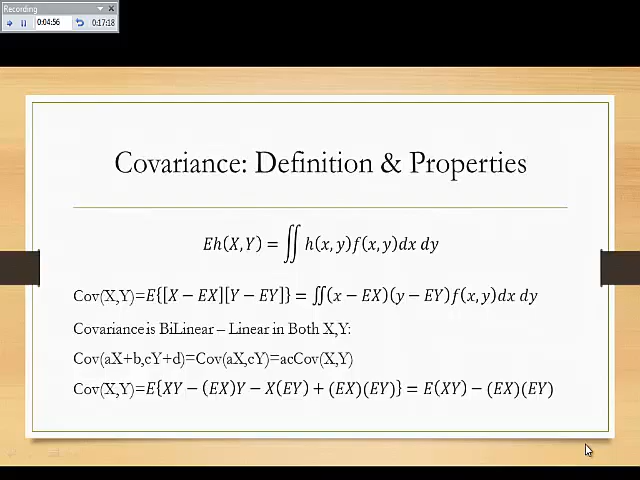 Recording
0:04:56
0:17:18
Covariance: Definition & Properties
Eh(X,Y) = ∬ h(x,y)f(x,y)dx dy
Cov(X,Y)=E{[X − EX][Y − EY]} = ∬(x − EX)(y − EY)f(x,y)dx dy
Covariance is BiLinear – Linear in Both X,Y:
Cov(aX+b,cY+d)=Cov(aX,cY)=acCov(X,Y)
Cov(X,Y)=E{XY − (EX)Y − X(EY) + (EX)(EY)} = E(XY) − (EX)(EY)